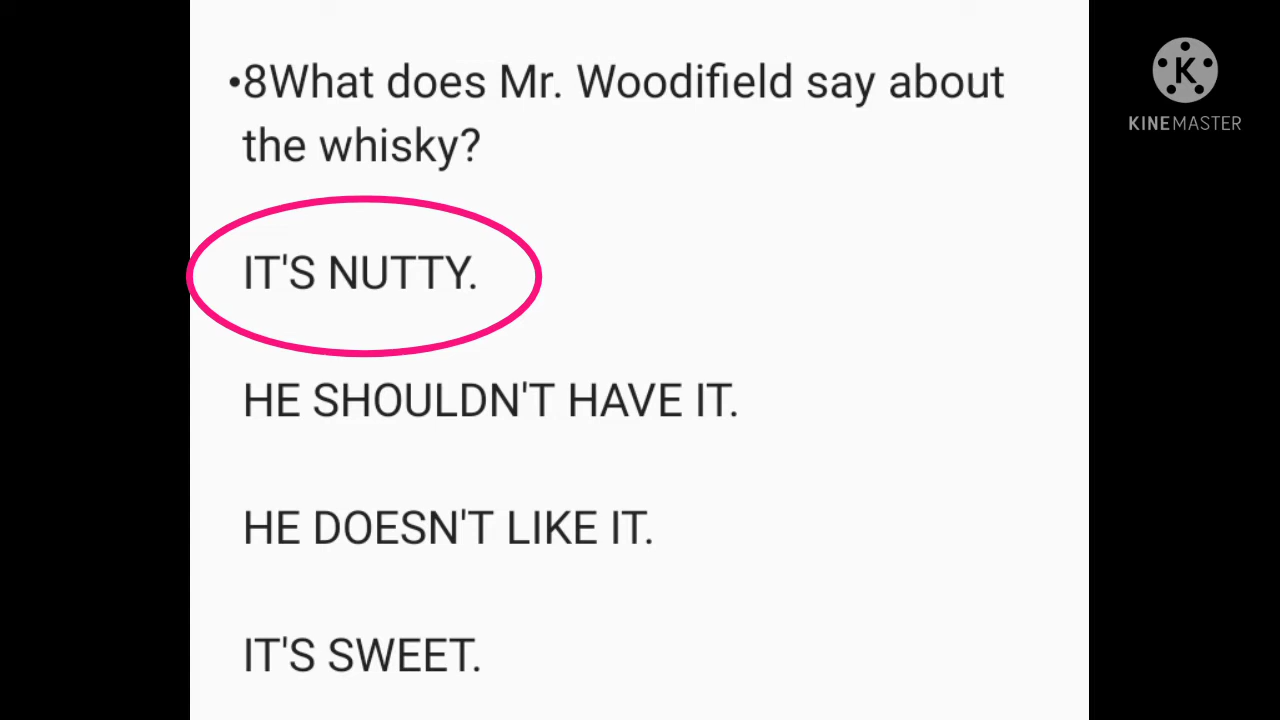 •8What does Mr. Woodifield say about
the whisky?
IT'S NUTTY.
HE SHOULDN'T HAVE IT.
HE DOESN'T LIKE IT.
IT'S SWEET.
K
KINEMASTER